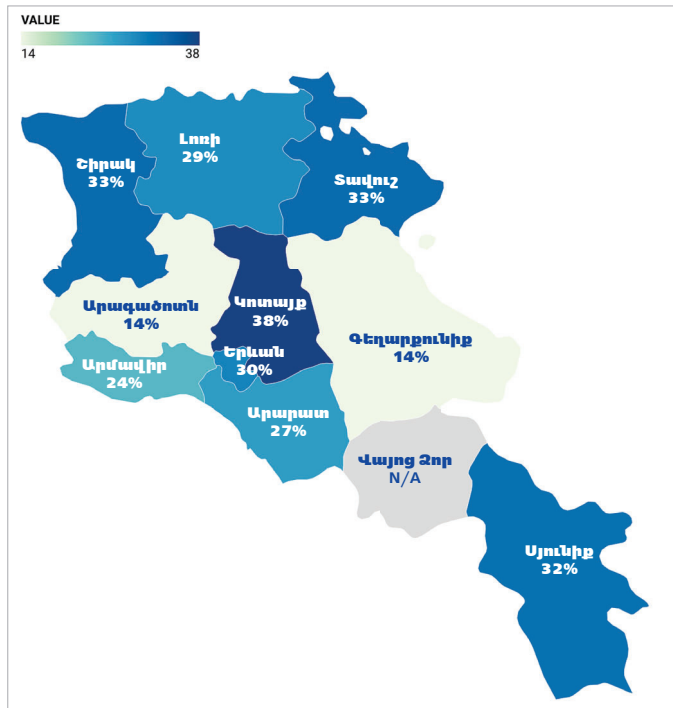 VALUE
14 38
Լոռի
29%
Շիրակ
33%
Տավուշ
33%
Արագածոտն
14%
Կոտայք
38%
Գեղարքունիք
14%
Երևան
30%
Արմավիր
24%
Արարատ
27%
Վայոց Ձոր
N/A
Սյունիք
32%